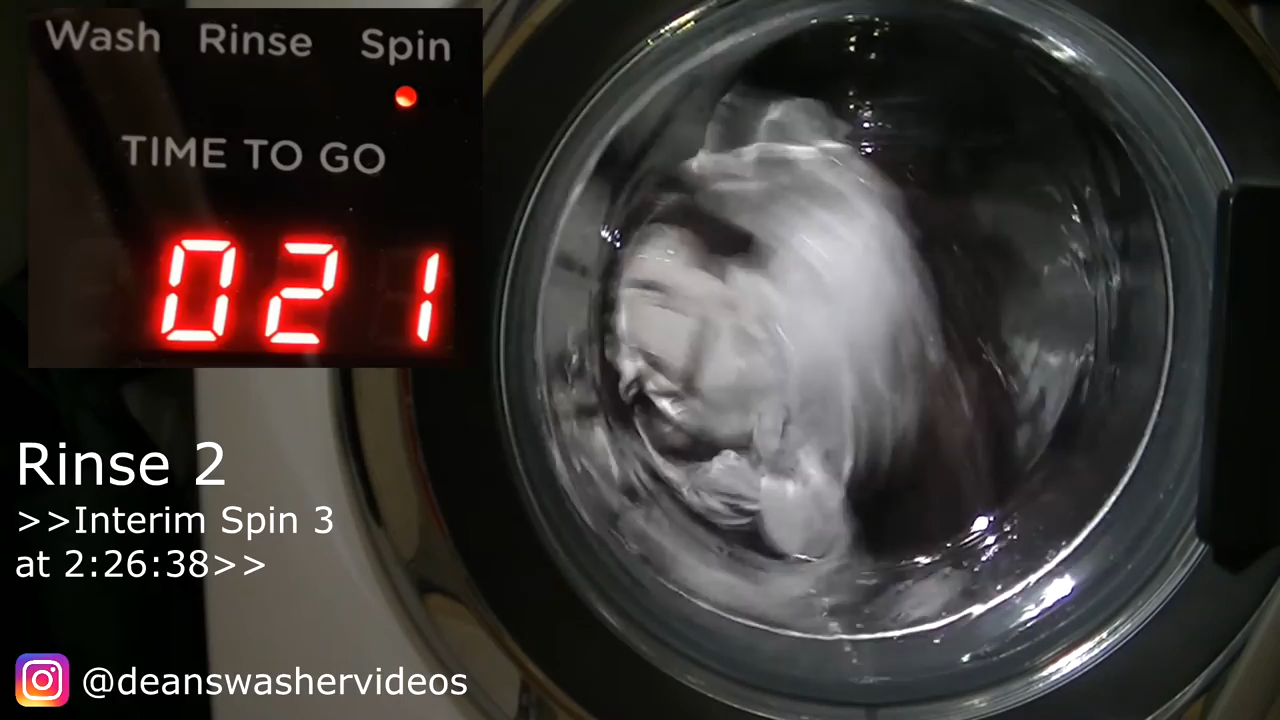 Wash Rinse Spin
TIME TO GO
021
Rinse 2
>>Interim Spin 3
at 2:26:38>>
@deanswashervideos